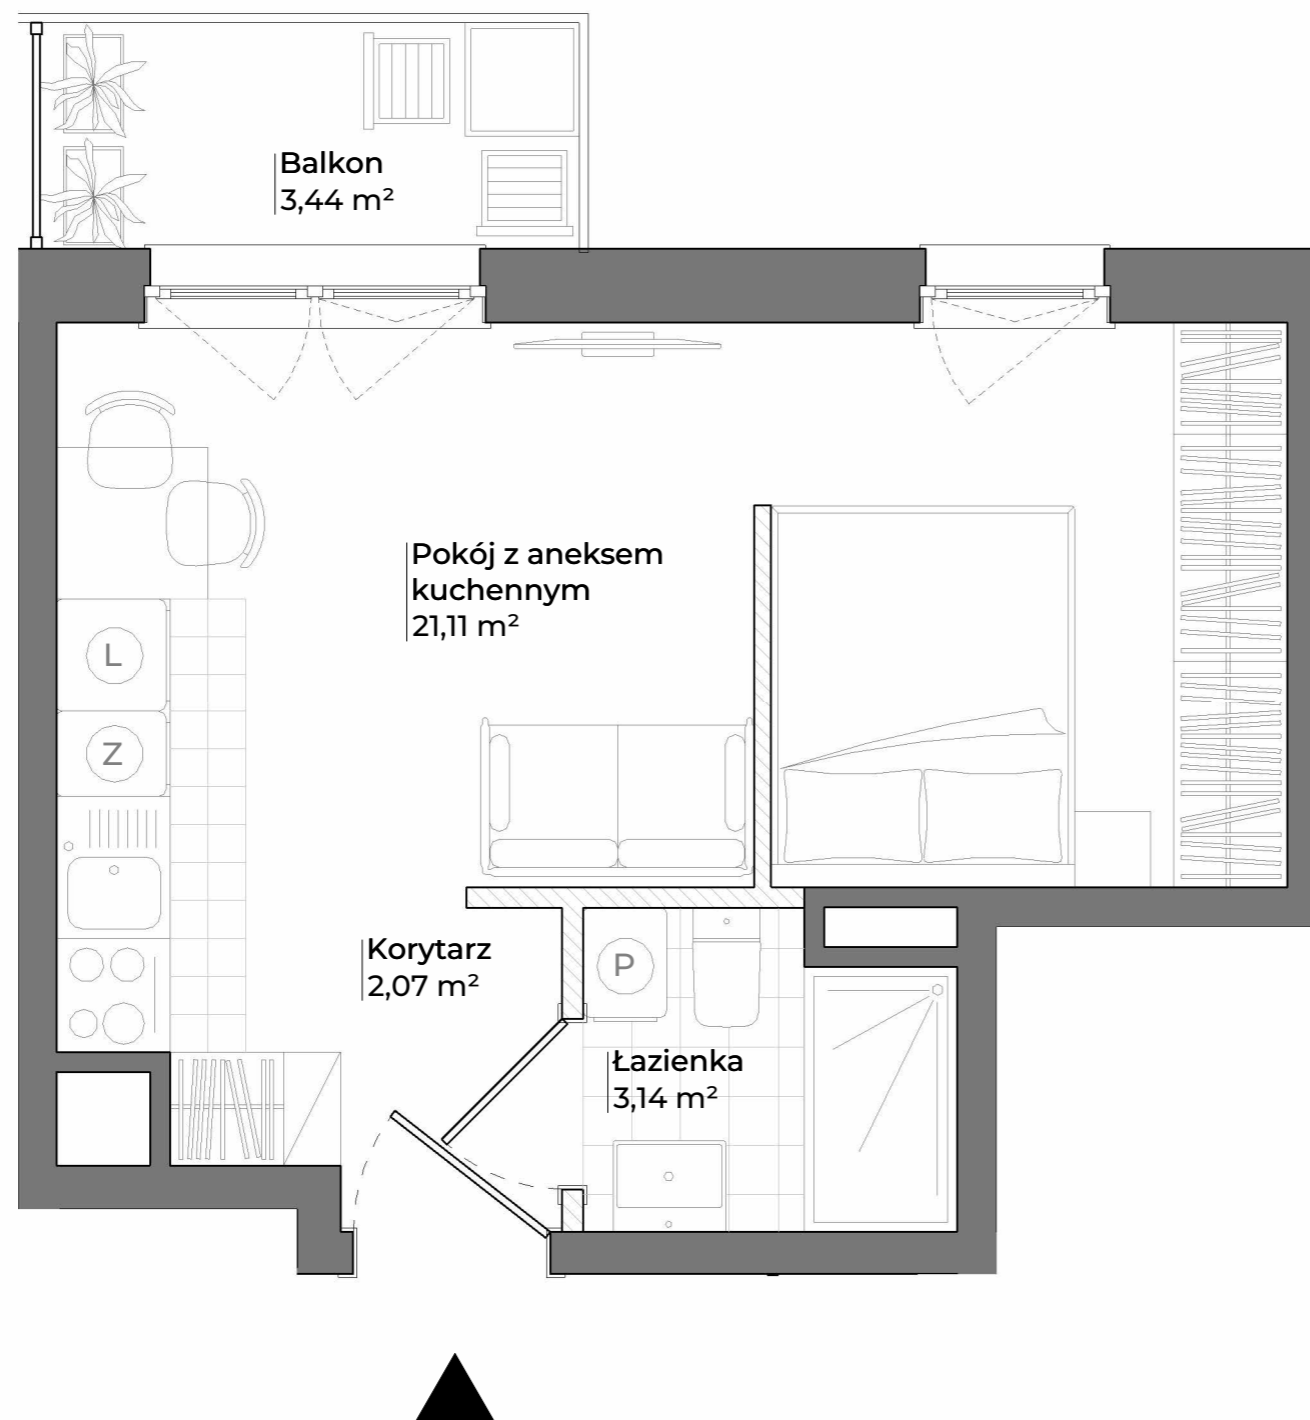 Balkon
3,44 m²
Pokój z aneksem
kuchennym
21,11 m²
L
Z
Korytarz
2,07 m²
P
Łazienka
3,14 m²